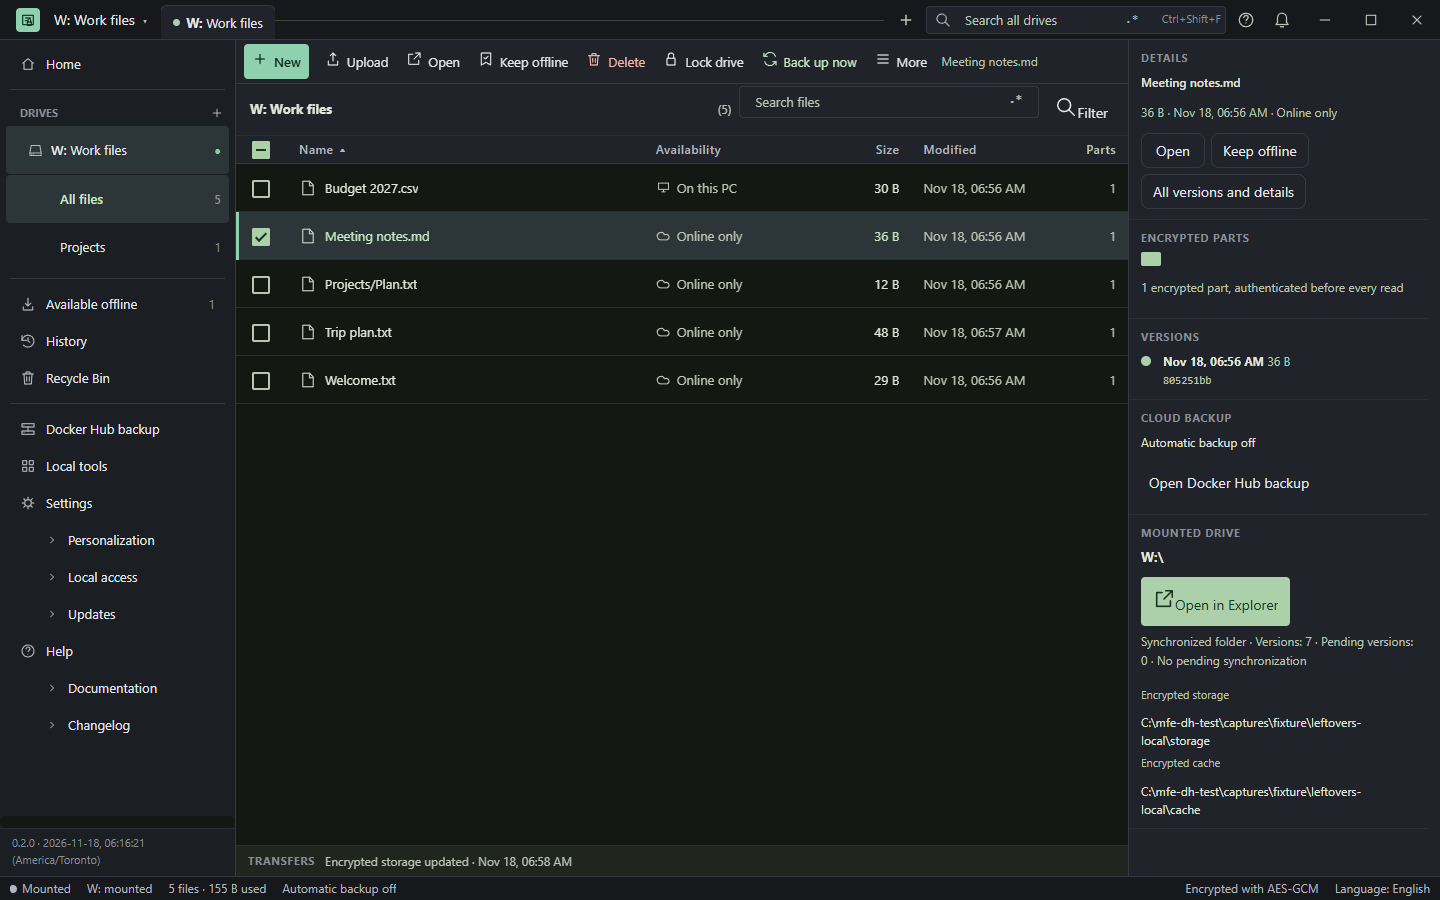 W: Work files
W: Work files
Search all drives
.*
Ctrl+Shift+F
Home
DRIVES
W: Work files
All files 5
Projects 1
Available offline 1
History
Recycle Bin
Docker Hub backup
Local tools
Settings
Personalization
Local access
Updates
Help
Documentation
Changelog
0.2.0 · 2026-11-18, 06:16:21
(America/Toronto)
New Upload Open Keep offline Delete Lock drive Back up now More Meeting notes.md
W: Work files
(5)
Search files .*
Filter
Name Availability Size Modified Parts
Budget 2027.csv On this PC 30 B Nov 18, 06:56 AM 1
Meeting notes.md Online only 36 B Nov 18, 06:56 AM 1
Projects/Plan.txt Online only 12 B Nov 18, 06:56 AM 1
Trip plan.txt Online only 48 B Nov 18, 06:57 AM 1
Welcome.txt Online only 29 B Nov 18, 06:56 AM 1
TRANSFERS Encrypted storage updated · Nov 18, 06:58 AM
DETAILS
Meeting notes.md
36 B · Nov 18, 06:56 AM · Online only
Open
Keep offline
All versions and details
ENCRYPTED PARTS
1 encrypted part, authenticated before every read
VERSIONS
Nov 18, 06:56 AM 36 B
805251bb
CLOUD BACKUP
Automatic backup off
Open Docker Hub backup
MOUNTED DRIVE
W:\
Open in Explorer
Synchronized folder · Versions: 7 · Pending versions:
0 · No pending synchronization
Encrypted storage
C:\mfe-dh-test\captures\fixture\leftovers-
local\storage
Encrypted cache
C:\mfe-dh-test\captures\fixture\leftovers-
local\cache
Mounted W: mounted 5 files · 155 B used Automatic backup off
Encrypted with AES-GCM Language: English